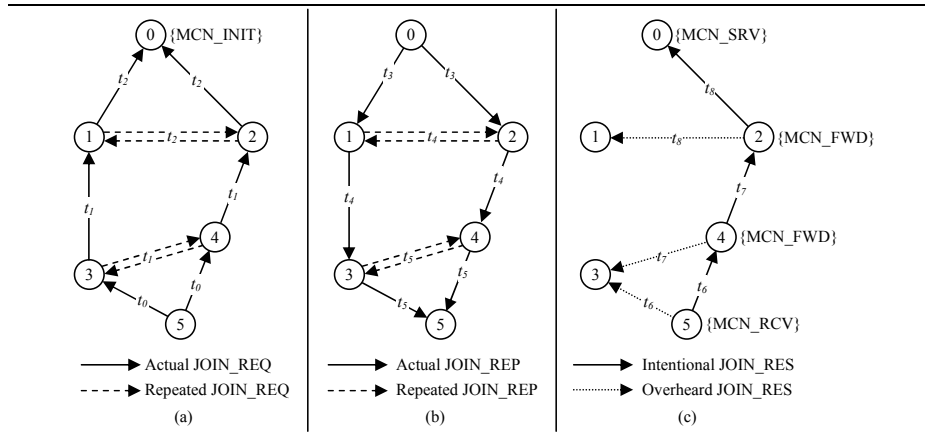 0 {MCN_INIT}
t2 t2
1 t2 2
t1 t1
t1 4
3
t0 t0
5
Actual JOIN_REQ
Repeated JOIN_REQ
(a)
0
t3 t3
1 t4 2
t4 t4
t5 4
3
t5 t5
5
Actual JOIN_REP
Repeated JOIN_REP
(b)
0 {MCN_SRV}
t8
1 t8 2 {MCN_FWD}
t7
4 {MCN_FWD}
t7
3
t6 t6
5 {MCN_RCV}
Intentional JOIN_RES
Overheard JOIN_RES
(c)